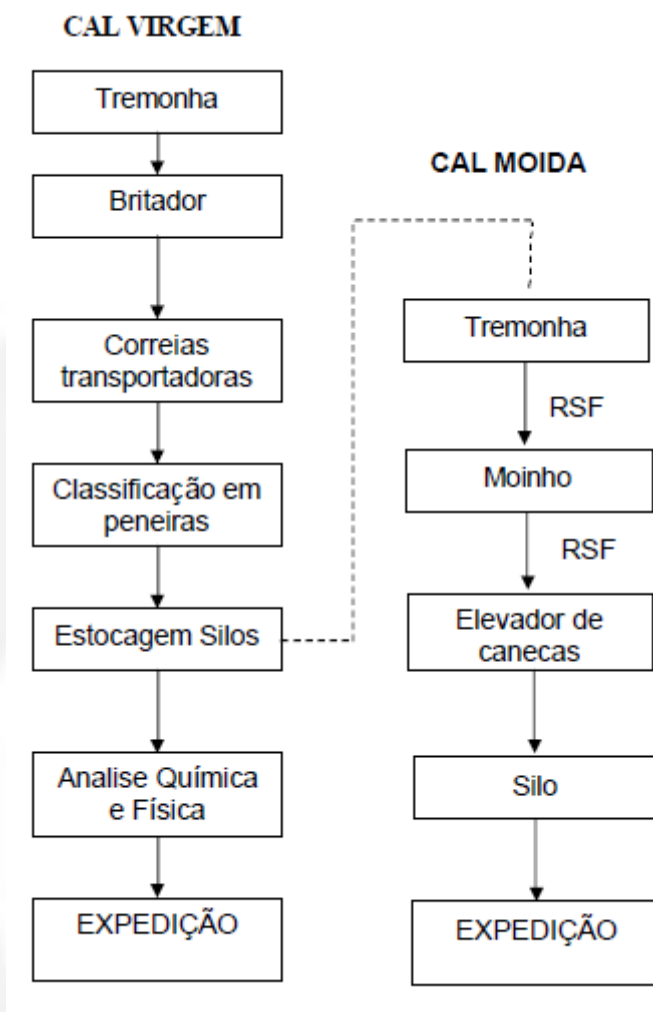 CAL VIRGEM
Tremonha
Britador
Correias
transportadoras
Classificação em
peneiras
Estocagem Silos
Analise Química
e Física
EXPEDIÇÃO
CAL MOIDA
Tremonha
RSF
Moinho
RSF
Elevador de
canecas
Silo
EXPEDIÇÃO